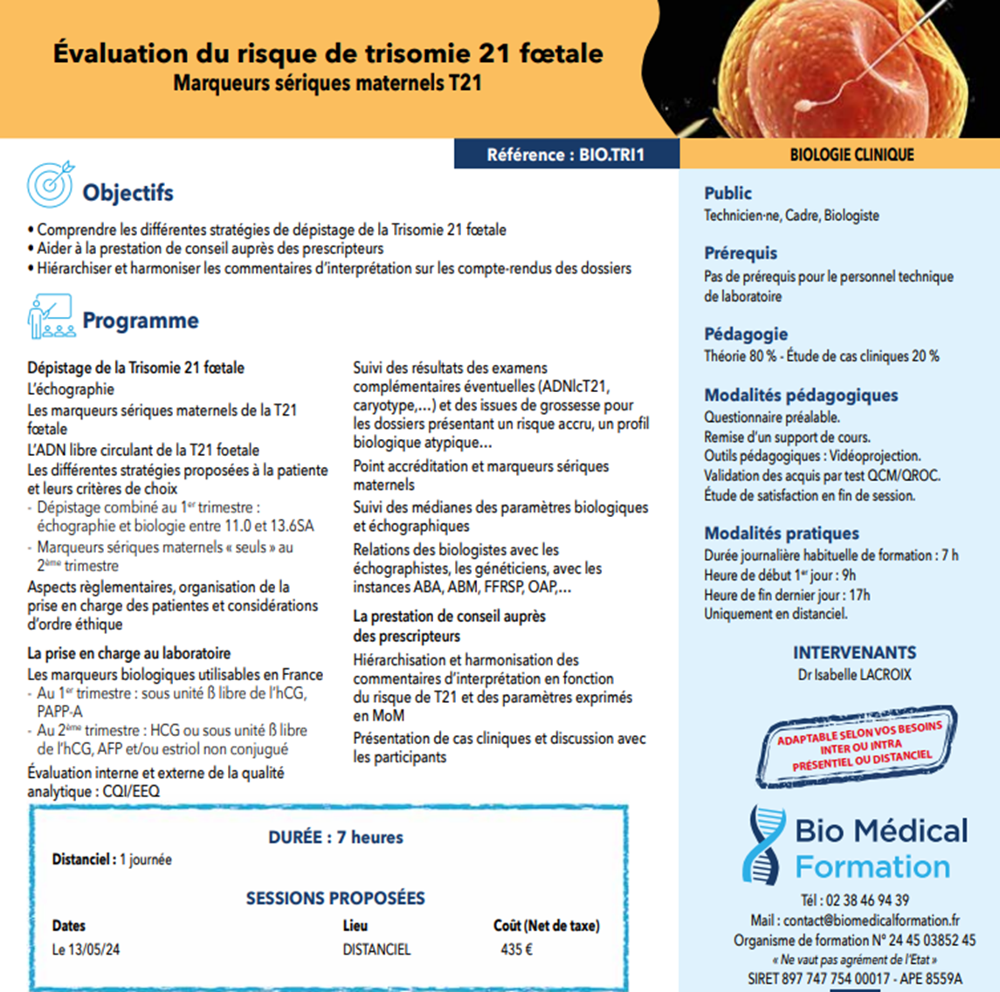 Évaluation du risque de trisomie 21 fœtale
Marqueurs sériques maternels T21
Référence : BIO.TRI1
BIOLOGIE CLINIQUE
Objectifs
• Comprendre les différentes stratégies de dépistage de la Trisomie 21 fœtale
• Aider à la prestation de conseil auprès des prescripteurs
• Hiérarchiser et harmoniser les commentaires d'interprétation sur les compte-rendus des dossiers
Programme
Dépistage de la Trisomie 21 fœtale
L'échographie
Les marqueurs sériques maternels de la T21
fœtale
L'ADN libre circulant de la T21 foetale
Les différentes stratégies proposées à la patiente
et leurs critères de choix
- Dépistage combiné au 1er trimestre :
échographie et biologie entre 11.0 et 13.6SA
- Marqueurs sériques maternels « seuls » au
2ème trimestre
Aspects règlementaires, organisation de la
prise en charge des patientes et considérations
d'ordre éthique
La prise en charge au laboratoire
Les marqueurs biologiques utilisables en France
- Au 1er trimestre : sous unité ß libre de l'hCG,
PAPP-A
- Au 2ème trimestre : HCG ou sous unité ß libre
de l'hCG, AFP et/ou estriol non conjugué
Évaluation interne et externe de la qualité
analytique : CQI/EEQ
Suivi des résultats des examens
complémentaires éventuelles (ADNlcT21,
caryotype,...) et des issues de grossesse pour
les dossiers présentant un risque accru, un profil
biologique atypique...
Point accréditation et marqueurs sériques
maternels
Suivi des médianes des paramètres biologiques
et échographiques
Relations des biologistes avec les
échographistes, les généticiens, avec les
instances ABA, ABM, FFRSP, OAP,...
La prestation de conseil auprès
des prescripteurs
Hiérarchisation et harmonisation des
commentaires d'interprétation en fonction
du risque de T21 et des paramètres exprimés
en MoM
Présentation de cas cliniques et discussion avec
les participants
DURÉE : 7 heures
Distanciel : 1 journée
SESSIONS PROPOSÉES
Dates Lieu Coût (Net de taxe)
Le 13/05/24 DISTANCIEL 435 €
Public
Technicien·ne, Cadre, Biologiste
Prérequis
Pas de prérequis pour le personnel technique
de laboratoire
Pédagogie
Théorie 80 % - Étude de cas cliniques 20 %
Modalités pédagogiques
Questionnaire préalable.
Remise d'un support de cours.
Outils pédagogiques : Vidéoprojection.
Validation des acquis par test QCM/QROC.
Étude de satisfaction en fin de session.
Modalités pratiques
Durée journalière habituelle de formation : 7 h
Heure de début 1er jour : 9h
Heure de fin dernier jour : 17h
Uniquement en distanciel.
INTERVENANTS
Dr Isabelle LACROIX
ADAPTABLE SELON VOS BESOINS
INTER OU INTRA
PRÉSENTIEL OU DISTANCIEL
Bio Médical
Formation
Tél : 02 38 46 94 39
Mail : contact@biomedicalformation.fr
Organisme de formation N° 24 45 03852 45
« Ne vaut pas agrément de l'Etat »
SIRET 897 747 754 00017 - APE 8559A